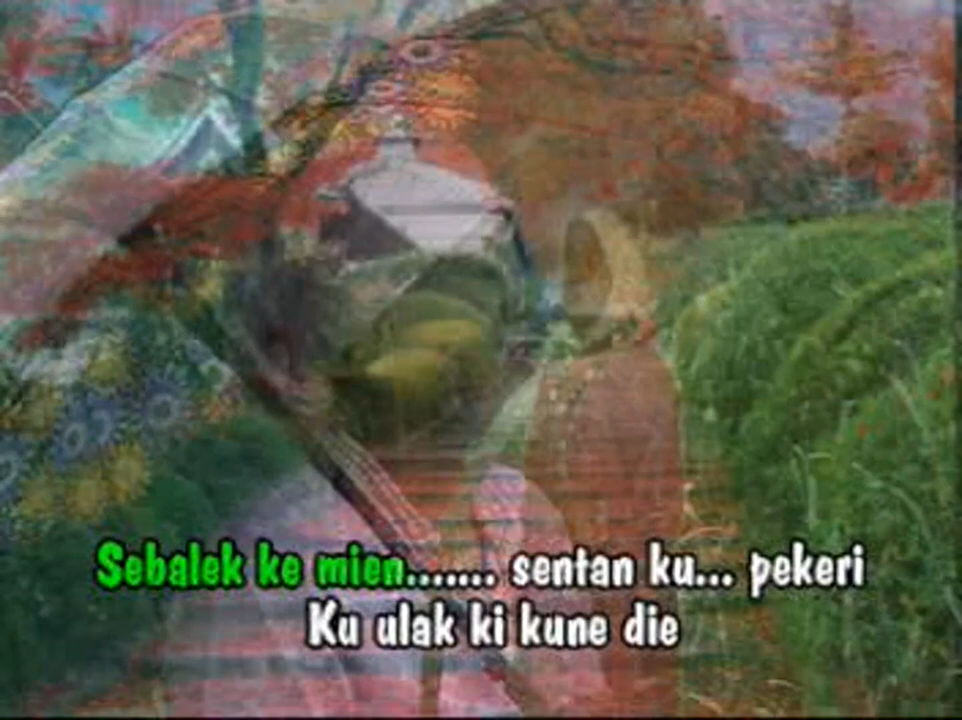 Sebalek ke mien....... sentan ku... pekeri
Ku ulak ki kune die